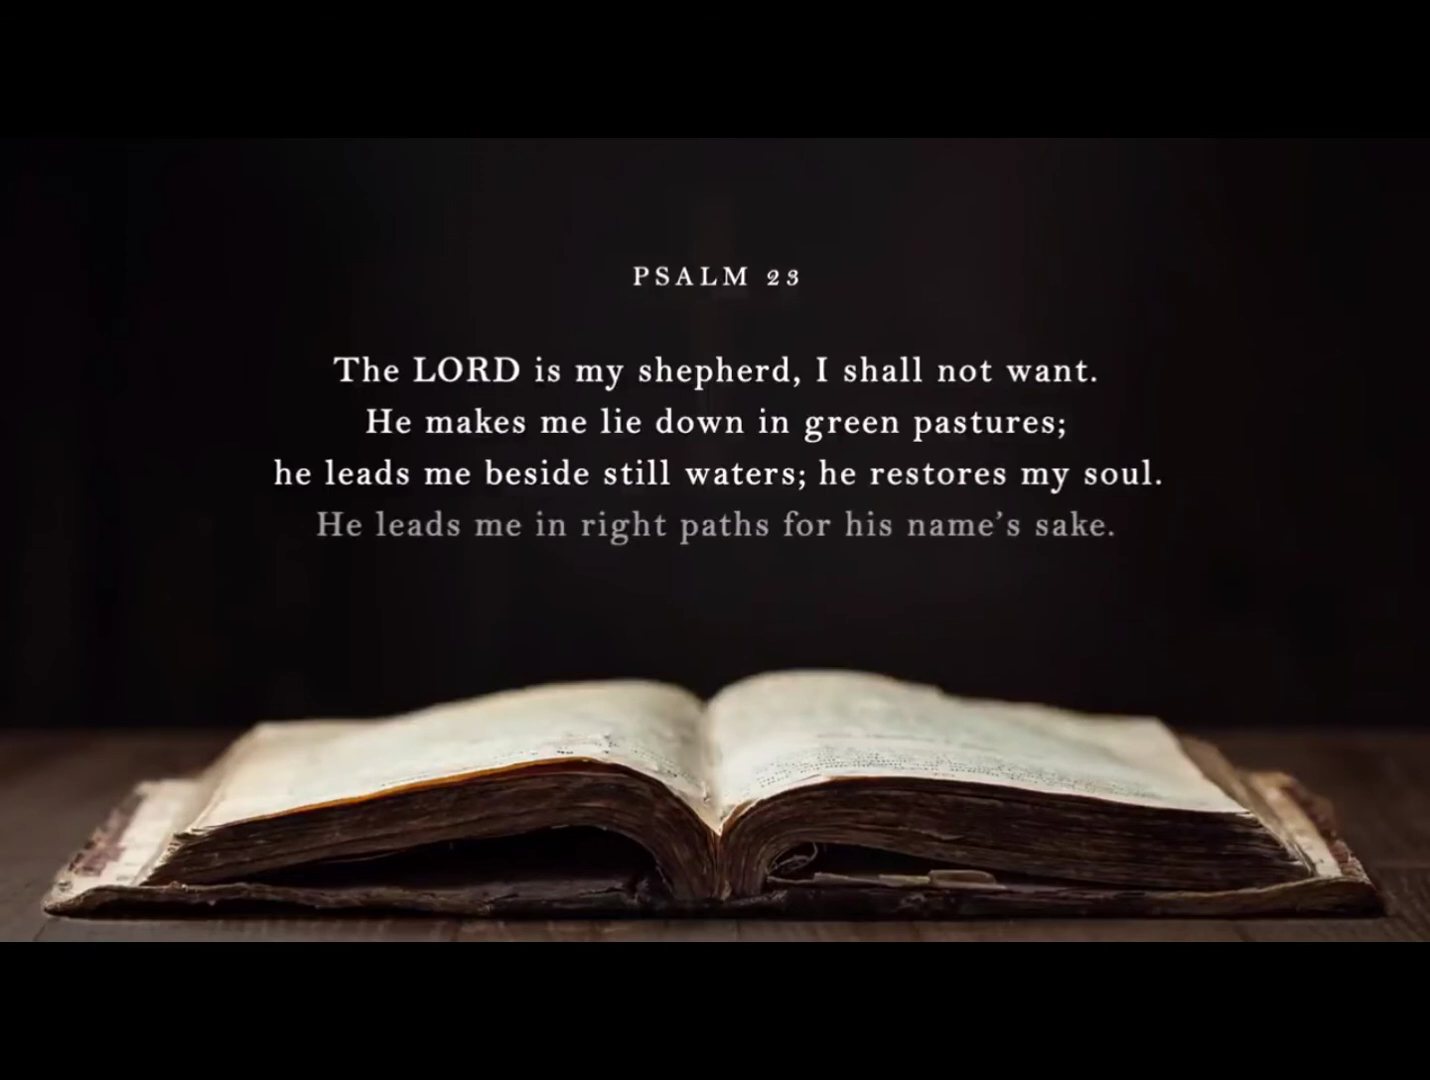 PSALM 23
The LORD is my shepherd, I shall not want.
He makes me lie down in green pastures;
he leads me beside still waters; he restores my soul.
He leads me in right paths for his name’s sake.